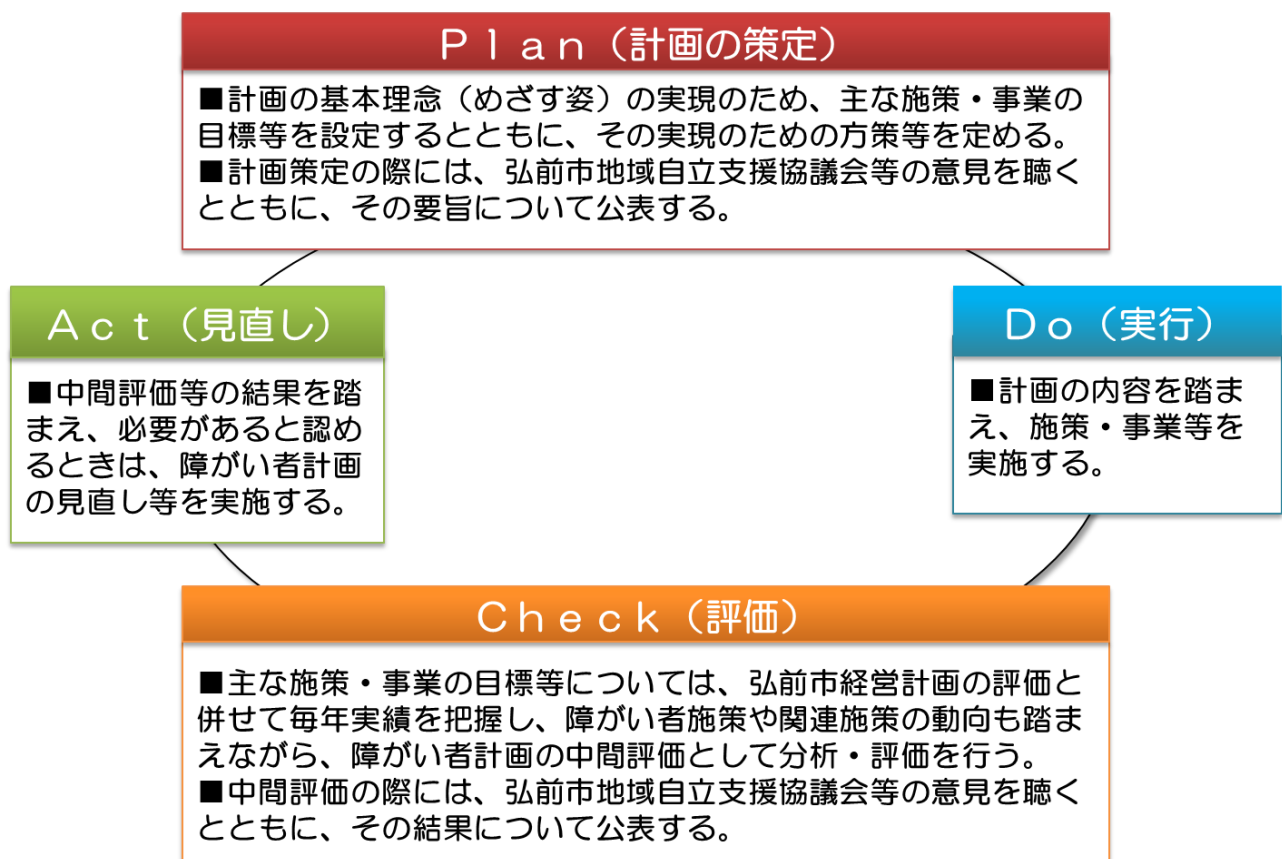 Ｐｌａｎ（計画の策定）
■計画の基本理念（めざす姿）の実現のため、主な施策・事業の
目標等を設定するとともに、その実現のための方策等を定める。
■計画策定の際には、弘前市地域自立支援協議会等の意見を聴く
とともに、その要旨について公表する。
Ａｃｔ（見直し）
■中間評価等の結果を踏
まえ、必要があると認め
るときは、障がい者計画
の見直し等を実施する。
Ｄｏ（実行）
■計画の内容を踏ま
え、施策・事業等を
実施する。
Ｃｈｅｃｋ（評価）
■主な施策・事業の目標等については、弘前市経営計画の評価と
併せて毎年実績を把握し、障がい者施策や関連施策の動向も踏ま
えながら、障がい者計画の中間評価として分析・評価を行う。
■中間評価の際には、弘前市地域自立支援協議会等の意見を聴く
とともに、その結果について公表する。